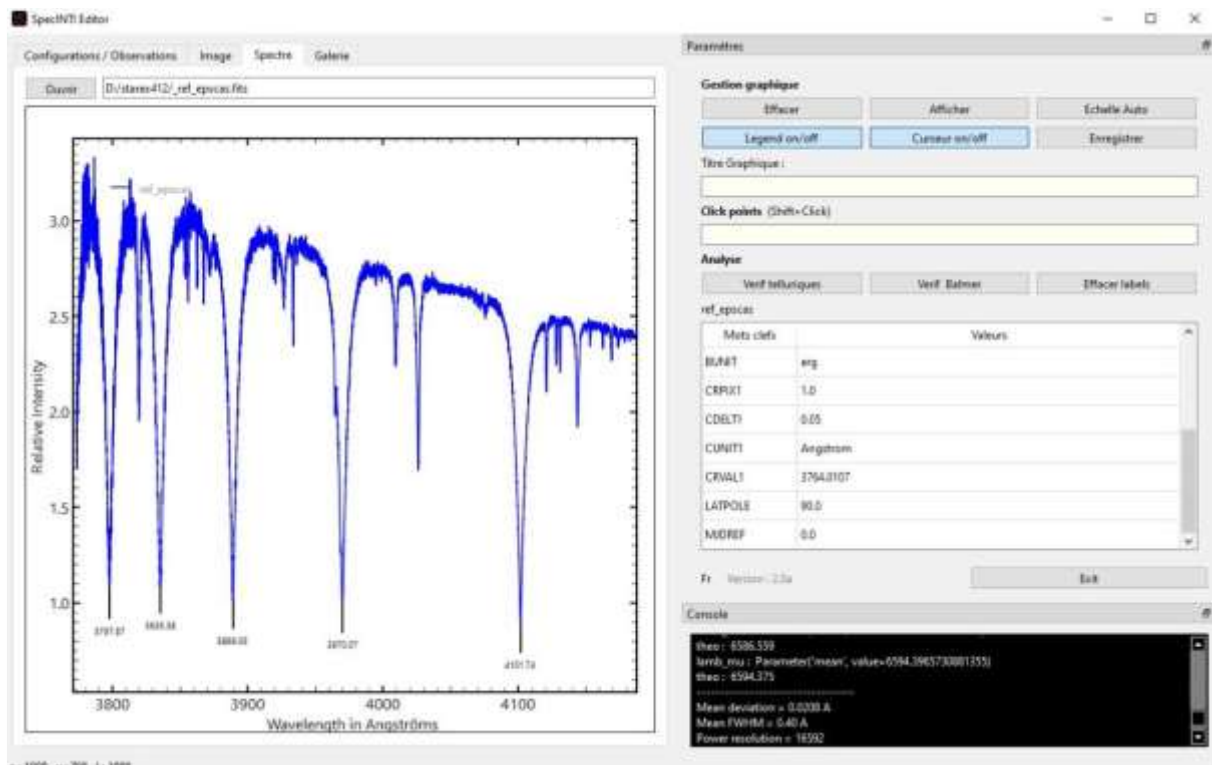 SpecINTI Editor
Configurations / Observations Image Spectre Galerie
Ouvrir D:/starex412/_ref_epscas.fits
ref_epscas
3.0
2.5
2.0
1.5
1.0
Relative Intensity
3797.87 3835.38 3889.02 3970.07 4101.74
3800 3900 4000 4100
Wavelength in Angströms
Paramètres
Gestion graphique
Effacer Afficher Echelle Auto
Legend on/off Curseur on/off Enregistrer
Titre Graphique :
Click points (Shift+Click)
Analyse
Verif telluriques Verif Balmer Effacer labels
ref_epscas
Mots clefs Valeurs
BUNIT erg
CRPIX1 1.0
CDELT1 0.05
CUNIT1 Angstrom
CRVAL1 3764.0107
LATPOLE 90.0
MJDREF 0.0
Fr Version : 2.0a Exit
Console
theo : 6586.559
lamb_mu : Parameter('mean', value=6594.3965730881355)
theo : 6594.375
Mean deviation = 0.0208 A
Mean FWHM = 0.40 A
Power resolution = 16592